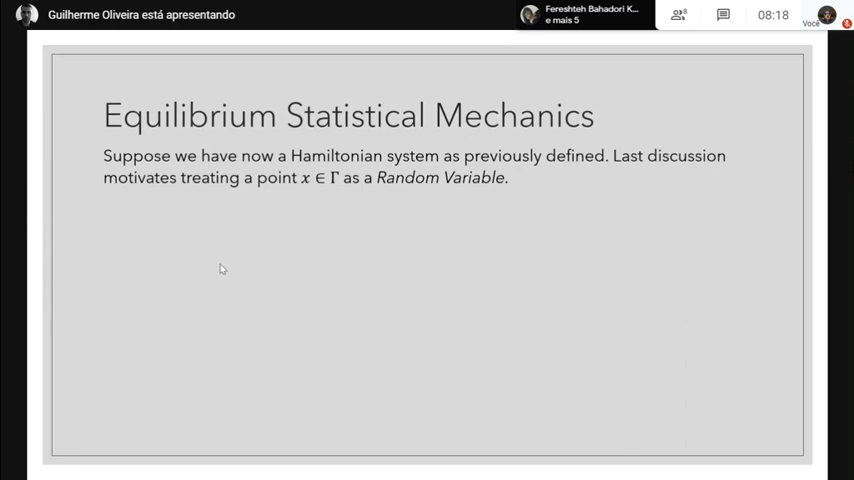 Guilherme Oliveira está apresentando
Fereshteh Bahadori K...
e mais 5
8
08:18
Você
Equilibrium Statistical Mechanics
Suppose we have now a Hamiltonian system as previously defined. Last discussion
motivates treating a point x ∈ Γ as a Random Variable.